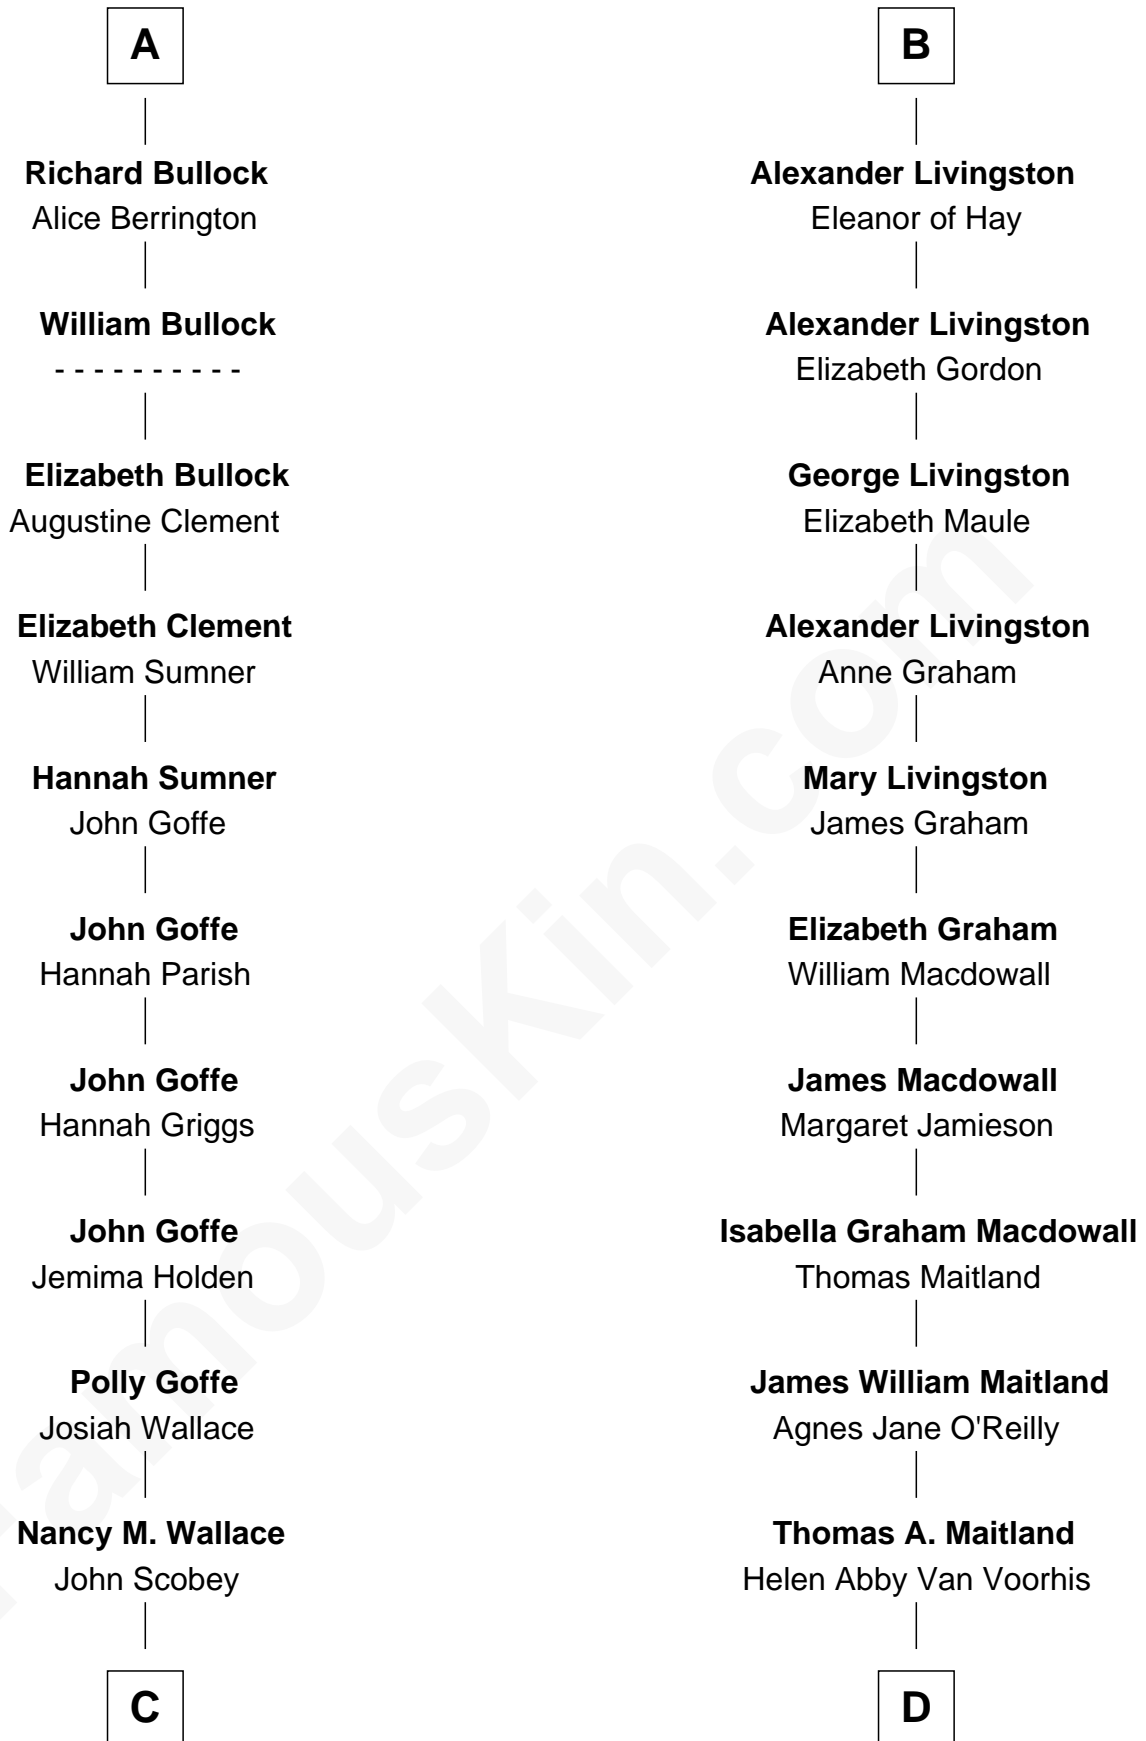 A
Richard Bullock
Alice Berrington
William Bullock
- - - - - - - - - -
Elizabeth Bullock
Augustine Clement
Elizabeth Clement
William Sumner
Hannah Sumner
John Goffe
John Goffe
Hannah Parish
John Goffe
Hannah Griggs
John Goffe
Jemima Holden
Polly Goffe
Josiah Wallace
Nancy M. Wallace
John Scobey
C
B
Alexander Livingston
Eleanor of Hay
Alexander Livingston
Elizabeth Gordon
George Livingston
Elizabeth Maule
Alexander Livingston
Anne Graham
Mary Livingston
James Graham
Elizabeth Graham
William Macdowall
James Macdowall
Margaret Jamieson
Isabella Graham Macdowall
Thomas Maitland
James William Maitland
Agnes Jane O'Reilly
Thomas A. Maitland
Helen Abby Van Voorhis
D
FamousKin.com